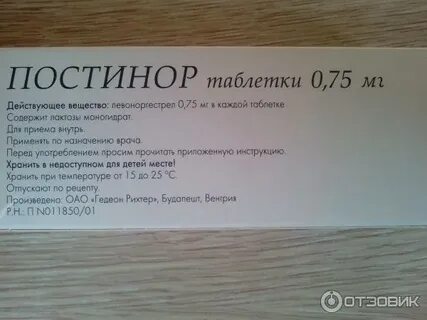 ПОСТИНОР таблетки 0,75 мг
Действующее вещество: левоноргестрел 0,75 мг в каждой таблетке
Содержит лактозы моногидрат.
Для приема внутрь.
Применять по назначению врача.
Перед употреблением просим прочитать приложенную инструкцию.
Хранить в недоступном для детей месте!
Хранить при температуре от 15 до 25 °C.
Отпускают по рецепту.
Произведено: ОАО «Гедеон Рихтер», Будапешт, Венгрия
Р.Н.: П N011850/01
ОТЗОВИК